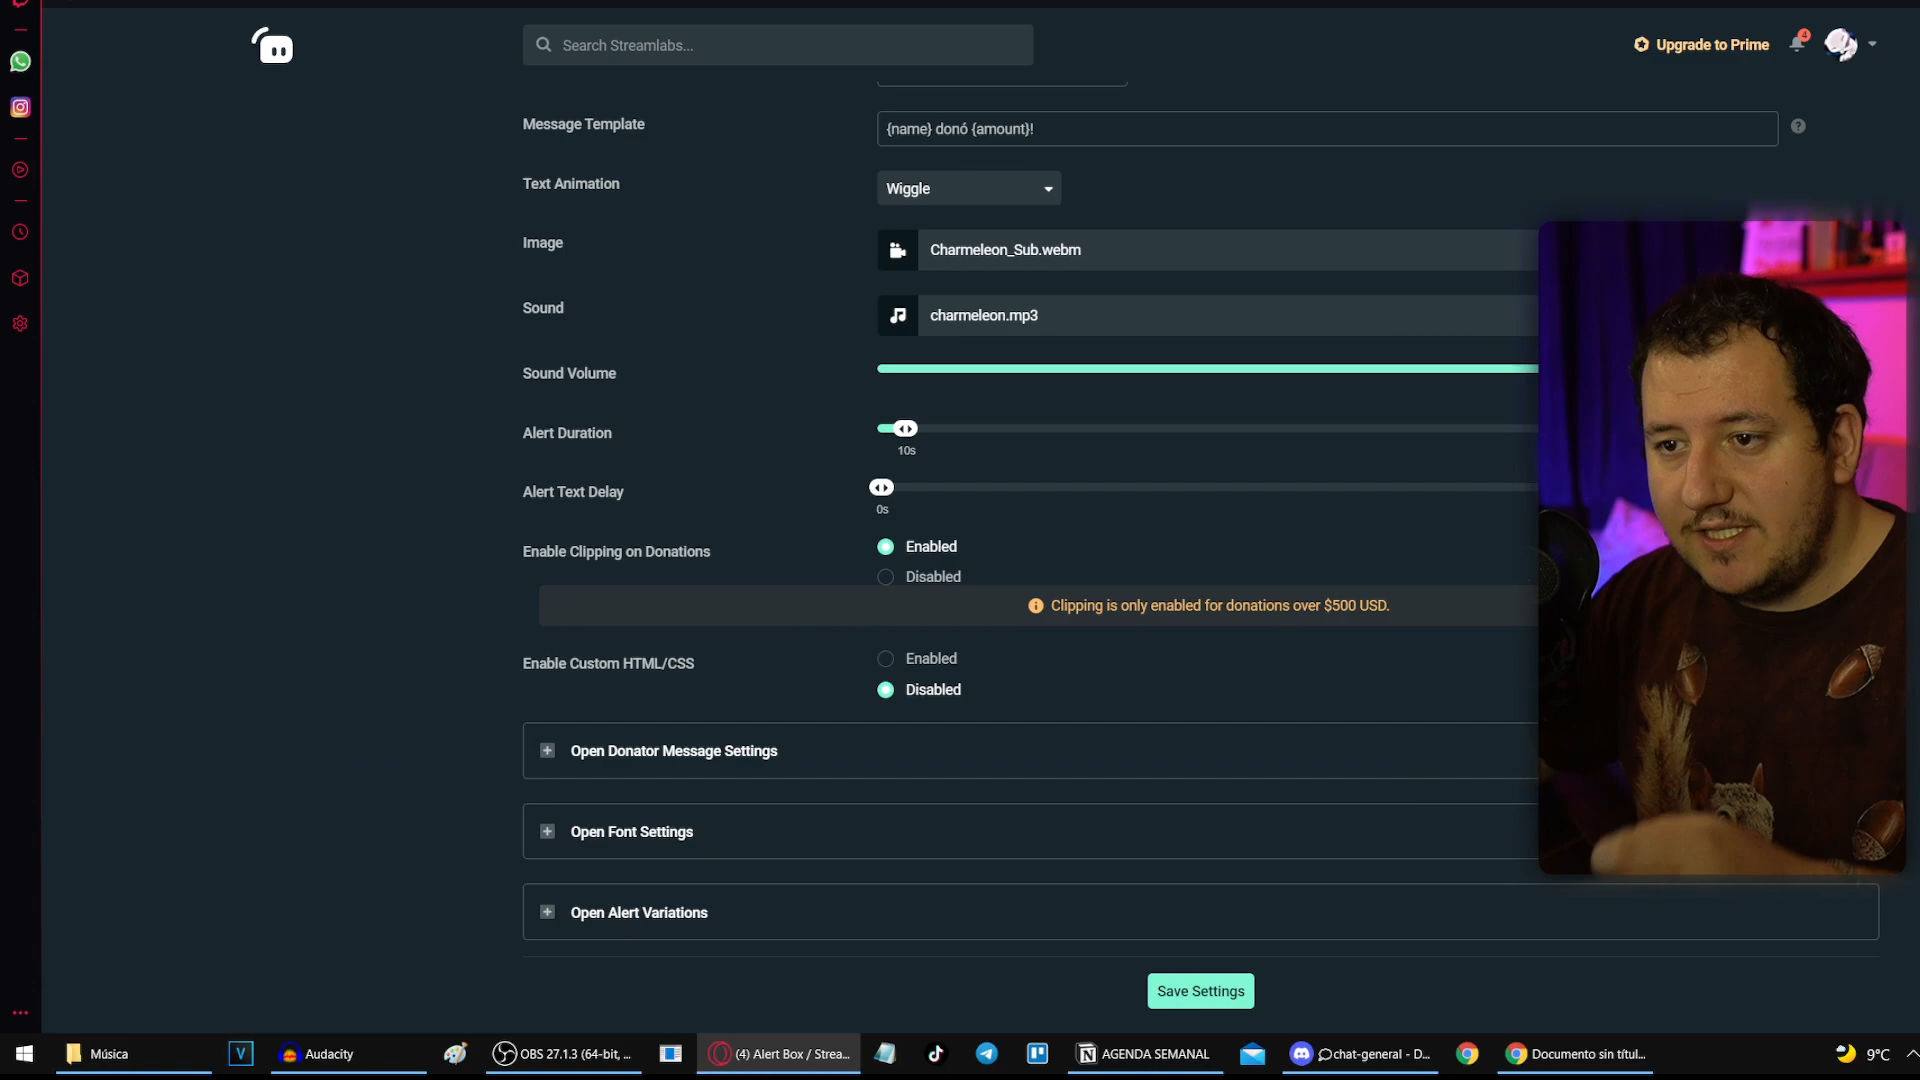 Search Streamlabs...
Upgrade to Prime
4
Message Template
{name} donó {amount}!
?
Text Animation
Wiggle
Image
Charmeleon_Sub.webm
Sound
charmeleon.mp3
Sound Volume
Alert Duration
10s
Alert Text Delay
0s
Enable Clipping on Donations
Enabled
Disabled
Clipping is only enabled for donations over $500 USD.
Enable Custom HTML/CSS
Enabled
Disabled
Open Donator Message Settings
Open Font Settings
Open Alert Variations
Save Settings
Música
V
Audacity
OBS 27.1.3 (64-bit, ...
(4) Alert Box / Strea...
AGENDA SEMANAL
chat-general - D...
Documento sin títul...
9°C